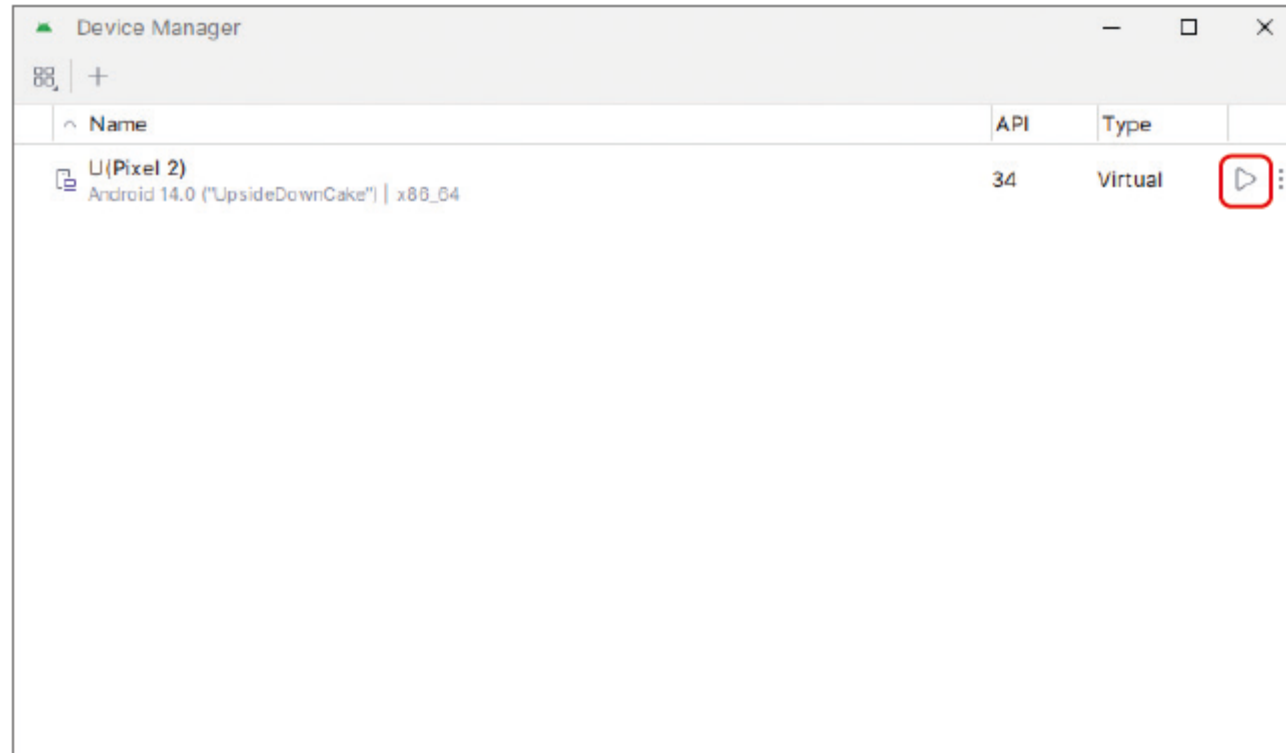 Device Manager
Name API Type
U(Pixel 2)
Android 14.0 ("UpsideDownCake") | x86_64
34 Virtual